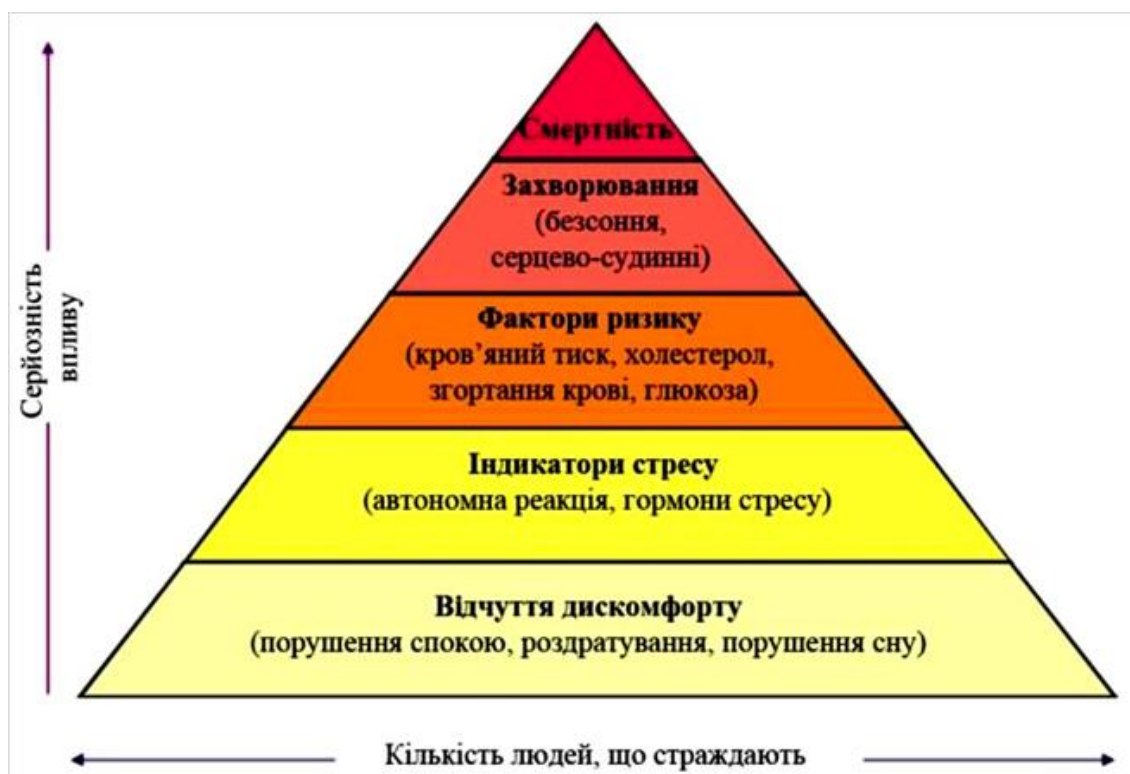 Смертність
Захворювання
(безсоння,
серцево-судинні)
Фактори ризику
(кров’яний тиск, холестерол,
згортання крові, глюкоза)
Індикатори стресу
(автономна реакція, гормони стресу)
Відчуття дискомфорту
(порушення спокою, роздратування, порушення сну)
Серйозність
впливу
Кількість людей, що страждають